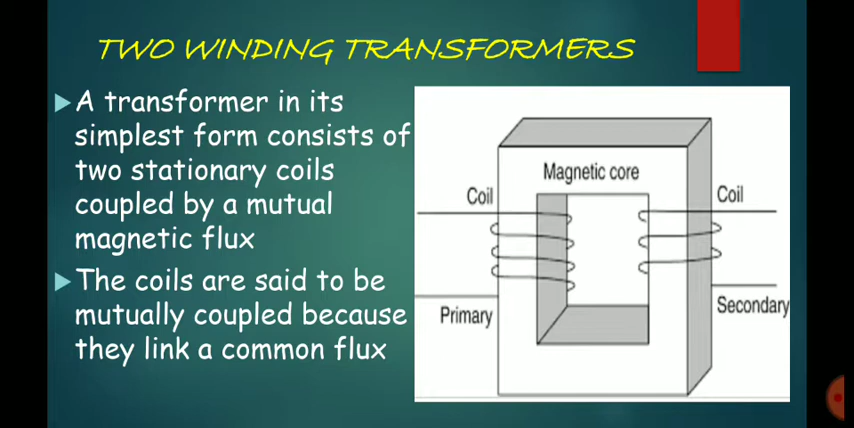 TWO WINDING TRANSFORMERS
A transformer in its
simplest form consists of
two stationary coils
coupled by a mutual
magnetic flux
The coils are said to be
mutually coupled because
they link a common flux
Magnetic core
Coil
Coil
Primary
Secondary